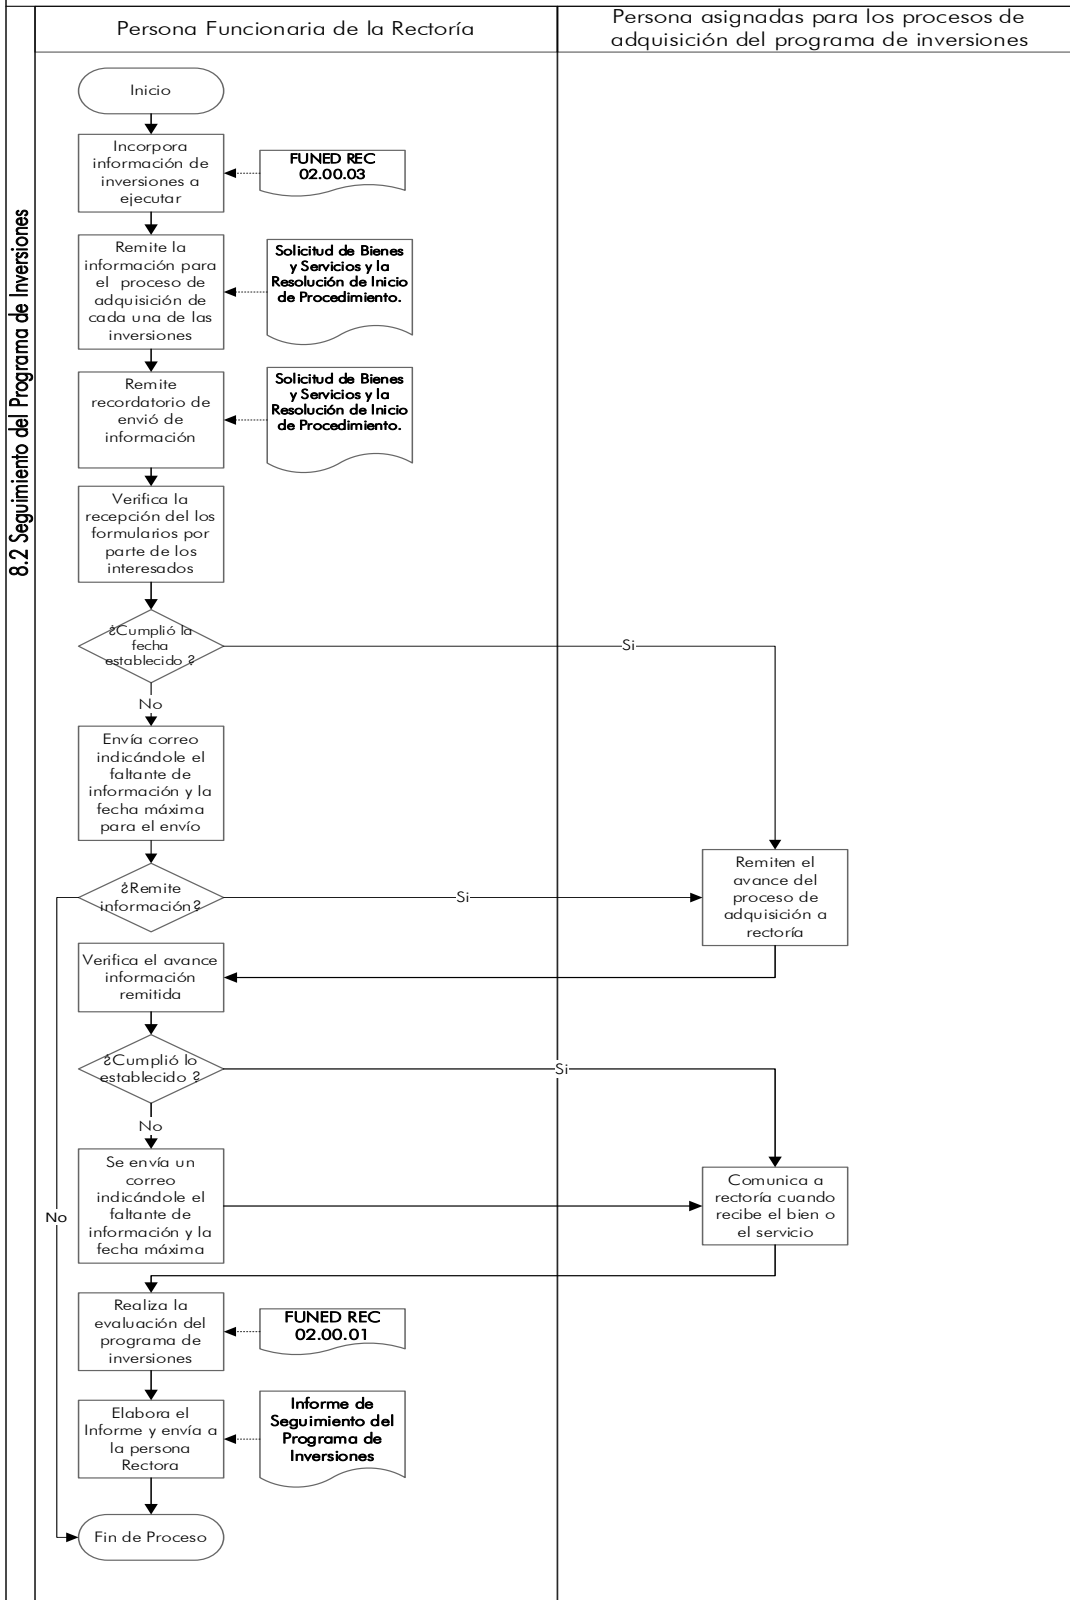 Persona Funcionaria de la Rectoría
Persona asignadas para los procesos de
adquisición del programa de inversiones
8.2 Seguimiento del Programa de Inversiones
Inicio
Incorpora
información de
inversiones a
ejecutar
FUNED REC
02.00.03
Remite la
información para
el proceso de
adquisición de
cada una de las
inversiones
Solicitud de Bienes
y Servicios y la
Resolución de Inicio
de Procedimiento.
Remite
recordatorio de
envió de
información
Solicitud de Bienes
y Servicios y la
Resolución de Inicio
de Procedimiento.
Verifica la
recepción del los
formularios por
parte de los
interesados
¿Cumplió la
fecha
establecido ?
Si
No
Envía correo
indicándole el
faltante de
información y la
fecha máxima
para el envío
¿Remite
información?
Si
Remiten el
avance del
proceso de
adquisición a
rectoría
Verifica el avance
información
remitida
¿Cumplió lo
establecido ?
Si
No
Se envía un
correo
indicándole el
faltante de
información y la
fecha máxima
Comunica a
rectoría cuando
recibe el bien o
el servicio
No
Realiza la
evaluación del
programa de
inversiones
FUNED REC
02.00.01
Elabora el
Informe y envía a
la persona
Rectora
Informe de
Seguimiento del
Programa de
Inversiones
Fin de Proceso